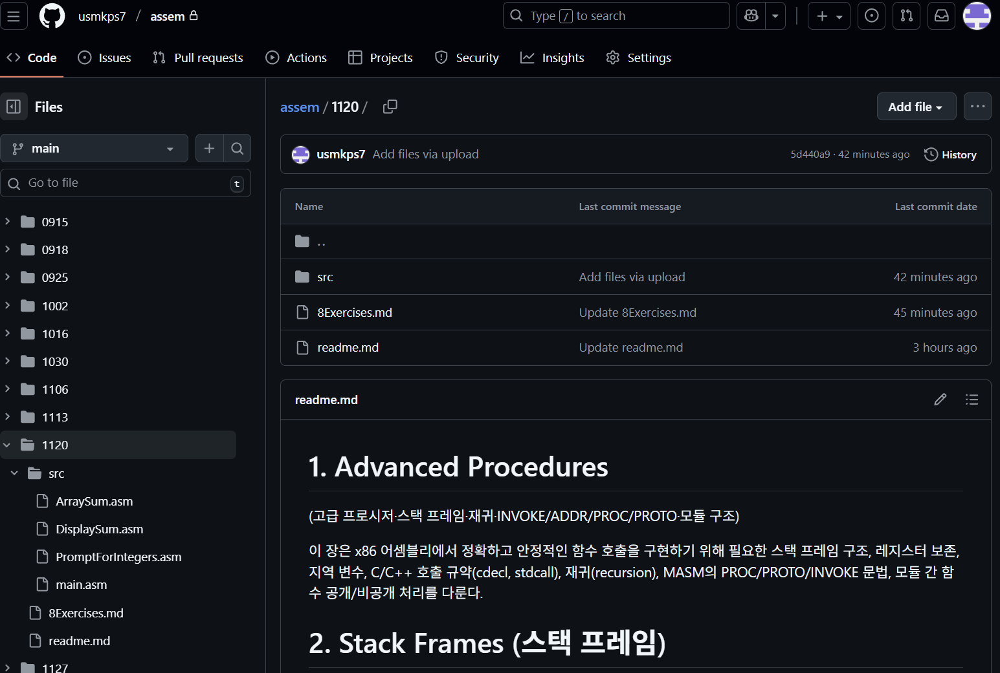 usmkps7 / assem
Type / to search
Code
Issues
Pull requests
Actions
Projects
Security
Insights
Settings
Files
main
Go to file
t
0915
0918
0925
1002
1016
1030
1106
1113
1120
src
ArraySum.asm
DisplaySum.asm
PromptForIntegers.asm
main.asm
8Exercises.md
readme.md
1127
assem / 1120 /
Add file
usmkps7 Add files via upload
5d440a9 · 42 minutes ago
History
Name Last commit message Last commit date
..
src Add files via upload 42 minutes ago
8Exercises.md Update 8Exercises.md 45 minutes ago
readme.md Update readme.md 3 hours ago
readme.md
1. Advanced Procedures
(고급 프로시저·스택 프레임·재귀·INVOKE/ADDR/PROC/PROTO·모듈 구조)
이 장은 x86 어셈블리에서 정확하고 안정적인 함수 호출을 구현하기 위해 필요한 스택 프레임 구조, 레지스터 보존,
지역 변수, C/C++ 호출 규약(cdecl, stdcall), 재귀(recursion), MASM의 PROC/PROTO/INVOKE 문법, 모듈 간 함
수 공개/비공개 처리를 다룬다.
2. Stack Frames (스택 프레임)